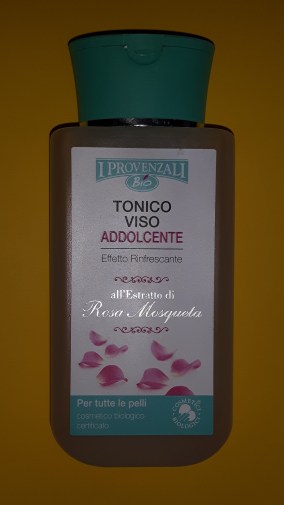 I PROVENZALI
Bio
TONICO
VISO
ADDOLCENTE
Effetto Rinfrescante
all'Estratto di
Rosa Mosqueta
Per tutte le pelli
cosmetico biologico
certificato